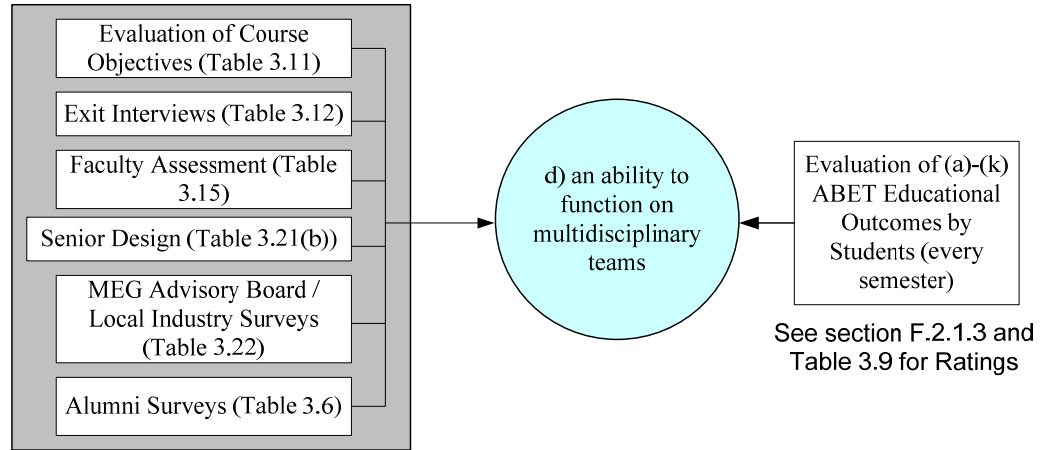 Evaluation of Course
Objectives (Table 3.11)
Exit Interviews (Table 3.12)
Faculty Assessment (Table
3.15)
Senior Design (Table 3.21(b))
MEG Advisory Board /
Local Industry Surveys
(Table 3.22)
Alumni Surveys (Table 3.6)
d) an ability to
function on
multidisciplinary
teams
Evaluation of (a)-(k)
ABET Educational
Outcomes by
Students (every
semester)
See section F.2.1.3 and
Table 3.9 for Ratings